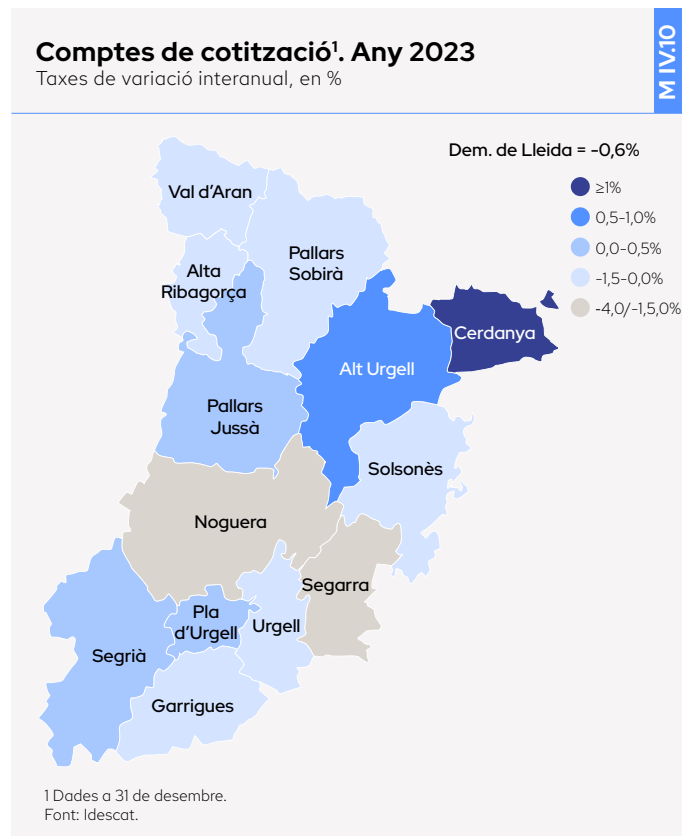 Comptes de cotització¹. Any 2023
Taxes de variació interanual, en %
M IV.10
Dem. de Lleida = -0,6%
≥1%
0,5-1,0%
0,0-0,5%
-1,5-0,0%
-4,0/-1,5,0%
Val d'Aran
Pallars
Sobirà
Alta
Ribagorça
Cerdanya
Alt Urgell
Pallars
Jussà
Solsonès
Noguera
Segarra
Pla
d'Urgell
Urgell
Segrià
Garrigues
1 Dades a 31 de desembre.
Font: Idescat.